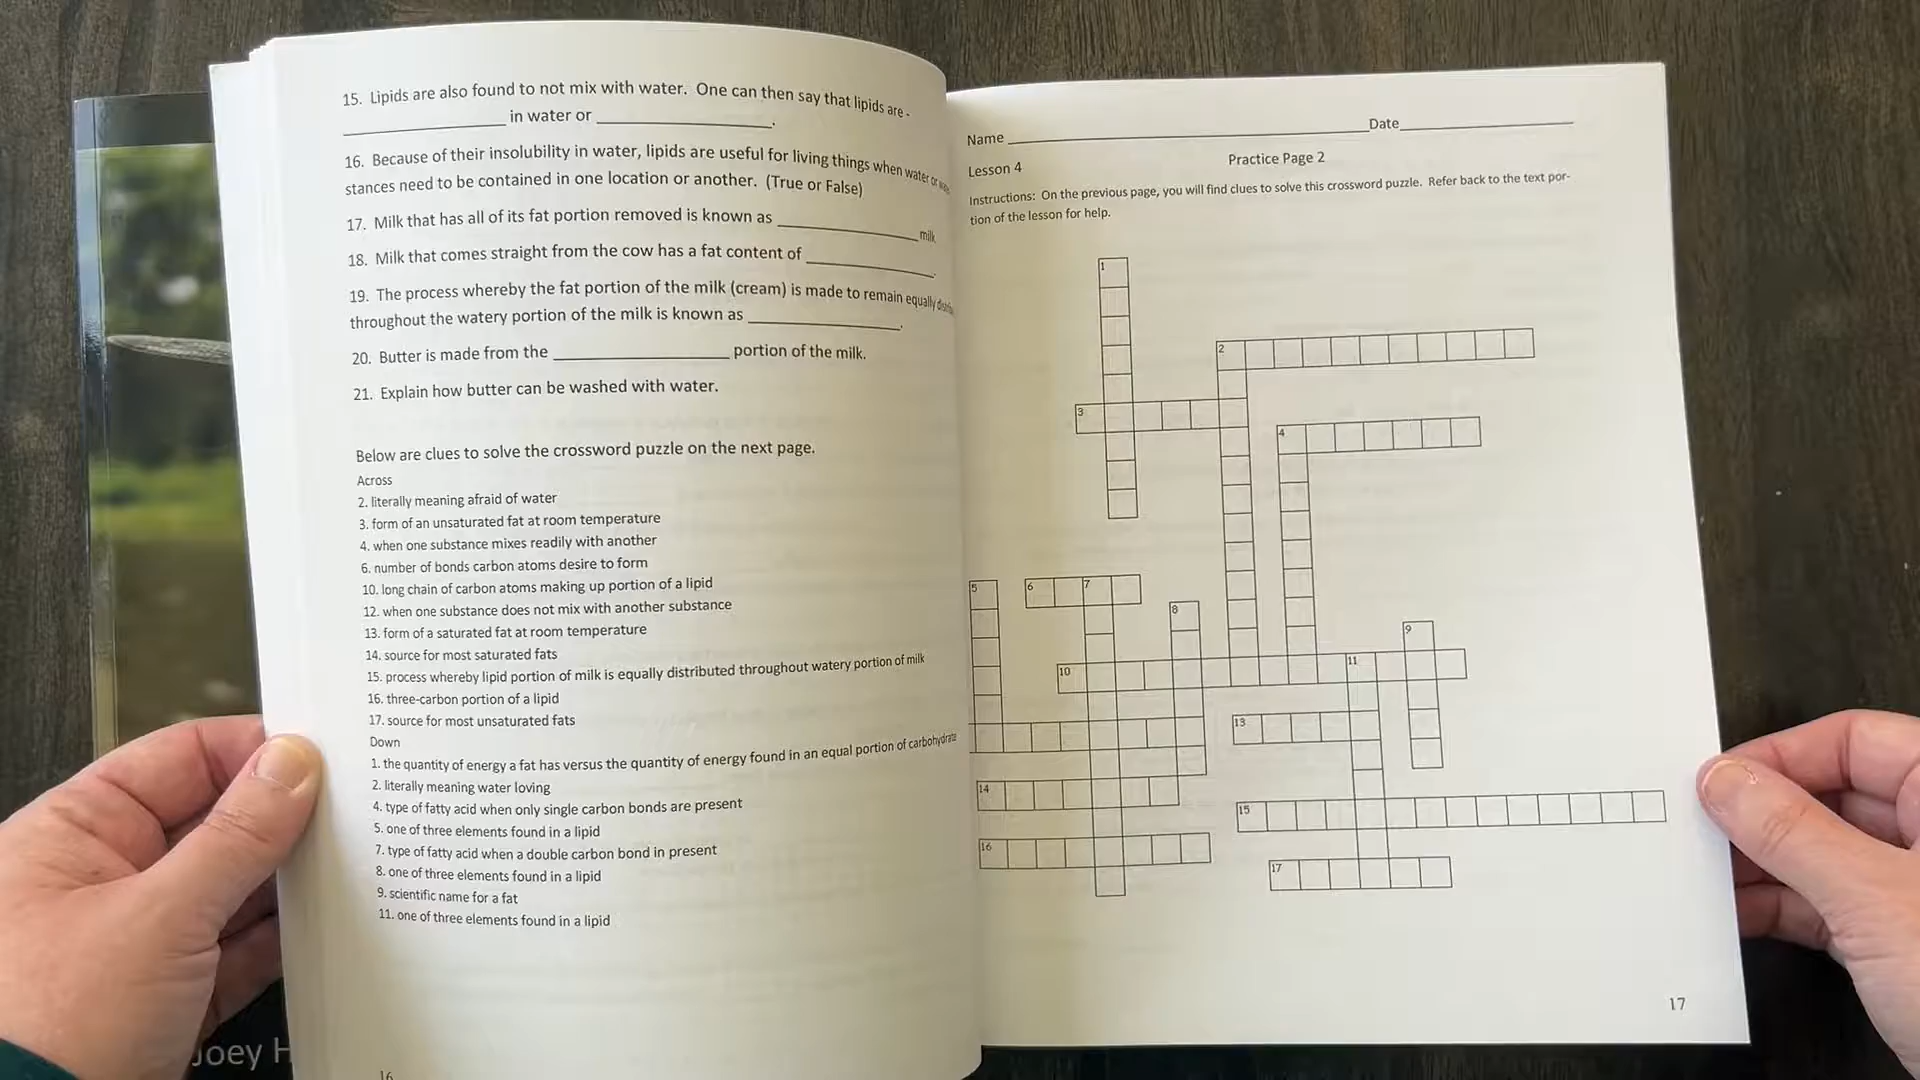 15. Lipids are also found to not mix with water. One can then say that lipids are -
____________ in water or ____________.
16. Because of their insolubility in water, lipids are useful for living things when water or
stances need to be contained in one location or another. (True or False)
17. Milk that has all of its fat portion removed is known as ____________ milk
18. Milk that comes straight from the cow has a fat content of ____________.
19. The process whereby the fat portion of the milk (cream) is made to remain equally
throughout the watery portion of the milk is known as ____________.
20. Butter is made from the ____________ portion of the milk.
21. Explain how butter can be washed with water.
Below are clues to solve the crossword puzzle on the next page.
Across
2. literally meaning afraid of water
3. form of an unsaturated fat at room temperature
4. when one substance mixes readily with another
6. number of bonds carbon atoms desire to form
10. long chain of carbon atoms making up portion of a lipid
12. when one substance does not mix with another substance
13. form of a saturated fat at room temperature
14. source for most saturated fats
15. process whereby lipid portion of milk is equally distributed throughout watery portion of milk
16. three-carbon portion of a lipid
17. source for most unsaturated fats
Down
1. the quantity of energy a fat has versus the quantity of energy found in an equal portion of carbohydrate
2. literally meaning water loving
4. type of fatty acid when only single carbon bonds are present
5. one of three elements found in a lipid
7. type of fatty acid when a double carbon bond in present
8. one of three elements found in a lipid
9. scientific name for a fat
11. one of three elements found in a lipid
16
Joey H
Name ____________ Date ____________
Lesson 4
Practice Page 2
Instructions: On the previous page, you will find clues to solve this crossword puzzle. Refer back to the text por-
tion of the lesson for help.
1
2
3
4
5
6
7
8
9
10
11
13
14
15
16
17
17